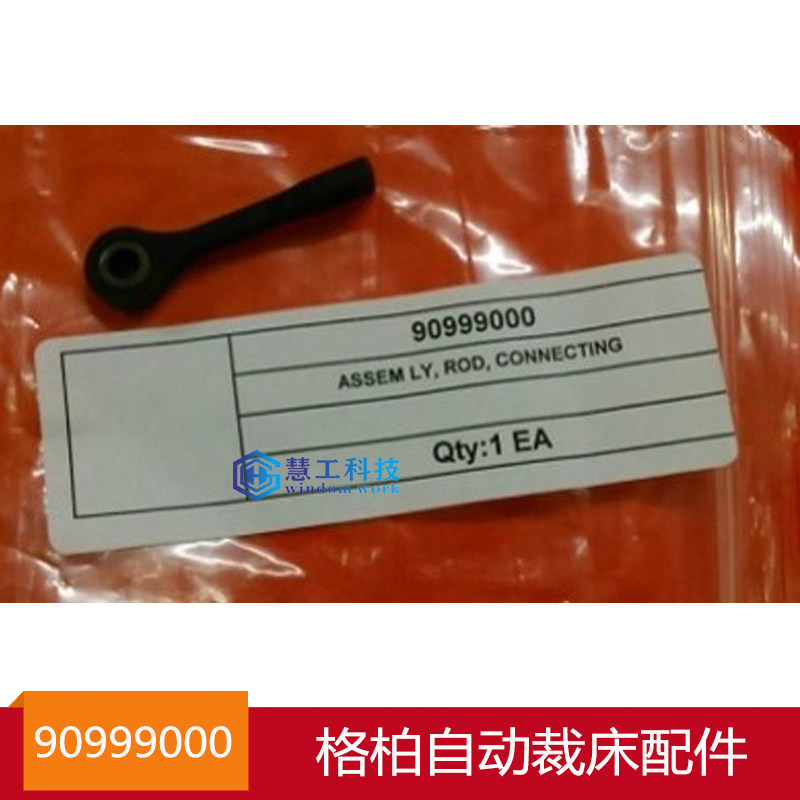 90999000
ASSEM LY, ROD, CONNECTING
Qty:1 EA
慧工科技
windom work
90999000
格柏自动裁床配件